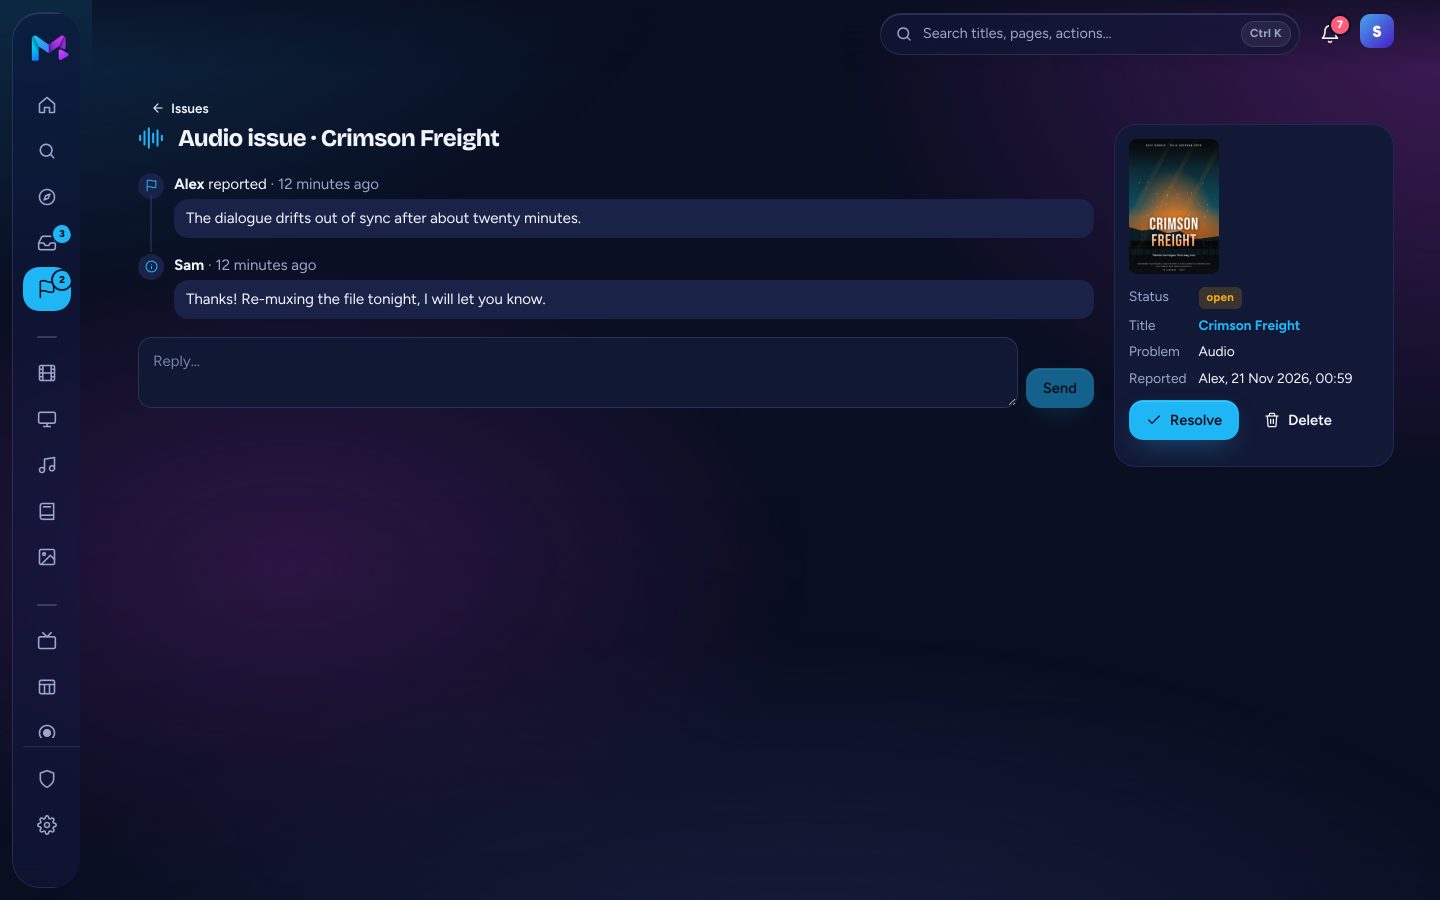 Search titles, pages, actions...
Ctrl K
7
S
Issues
Audio issue · Crimson Freight
Alex reported · 12 minutes ago
The dialogue drifts out of sync after about twenty minutes.
Sam · 12 minutes ago
Thanks! Re-muxing the file tonight, I will let you know.
Reply...
Send
3
2
CRIMSON
FREIGHT
Status open
Title Crimson Freight
Problem Audio
Reported Alex, 21 Nov 2026, 00:59
Resolve
Delete